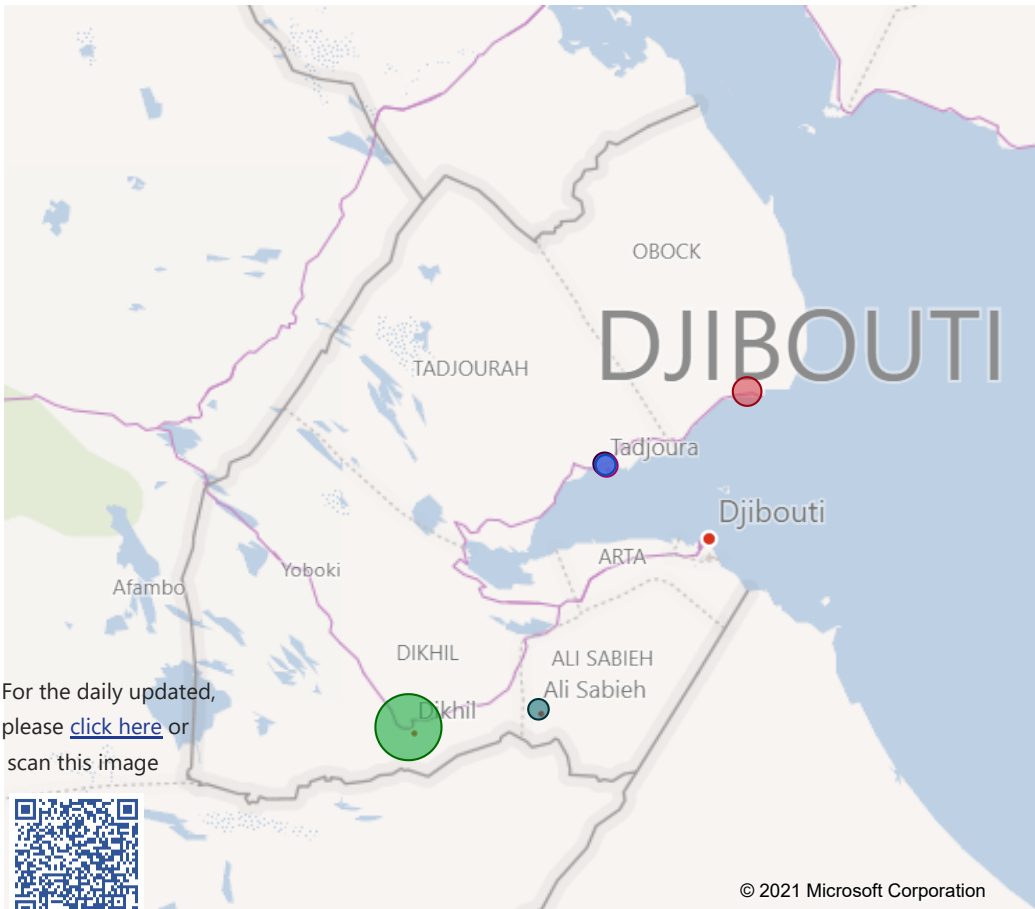 OBOCK
DJIBOUTI
TADJOURAH
Tadjoura
Djibouti
ARTA
Yoboki
Afambo
DIKHIL
ALI SABIEH
Ali Sabieh
Dikhil
For the daily updated,
please click here or
scan this image
© 2021 Microsoft Corporation